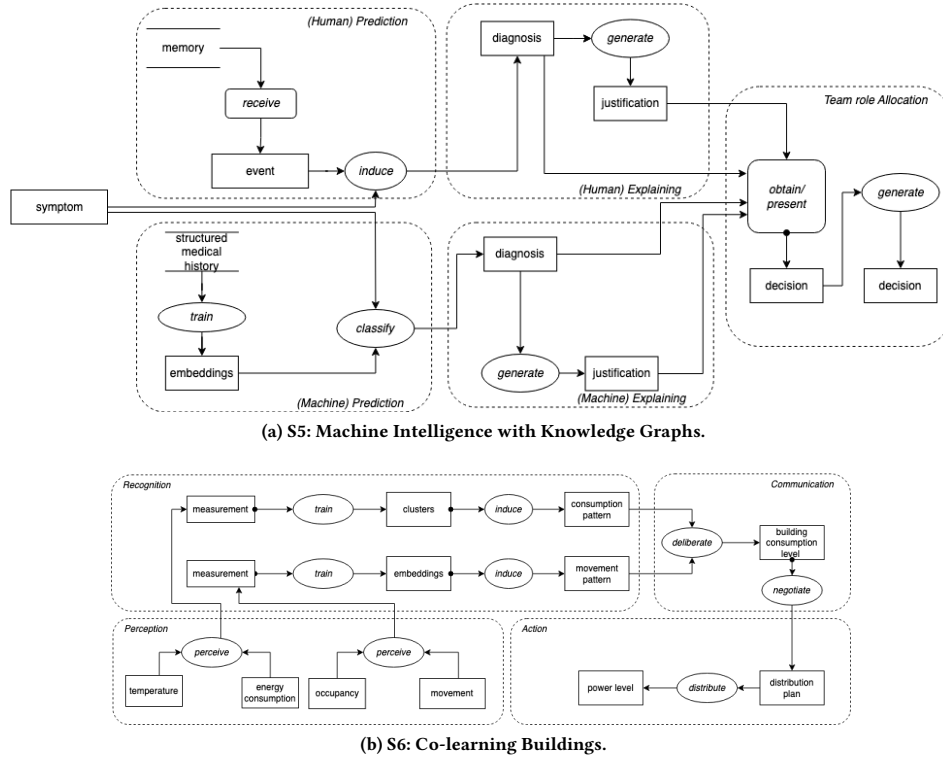 (Human) Prediction
memory
receive
event
induce
symptom
diagnosis
generate
justification
(Human) Explaining
Team role Allocation
obtain/
present
generate
decision
decision
structured
medical
history
train
embeddings
classify
(Machine) Prediction
diagnosis
generate
justification
(Machine) Explaining
(a) S5: Machine Intelligence with Knowledge Graphs.
Recognition
measurement
train
clusters
induce
consumption
pattern
measurement
train
embeddings
induce
movement
pattern
Communication
deliberate
building
consumption
level
negotiate
Perception
perceive
temperature
energy
consumption
perceive
occupancy
movement
Action
power level
distribute
distribution
plan
(b) S6: Co-learning Buildings.